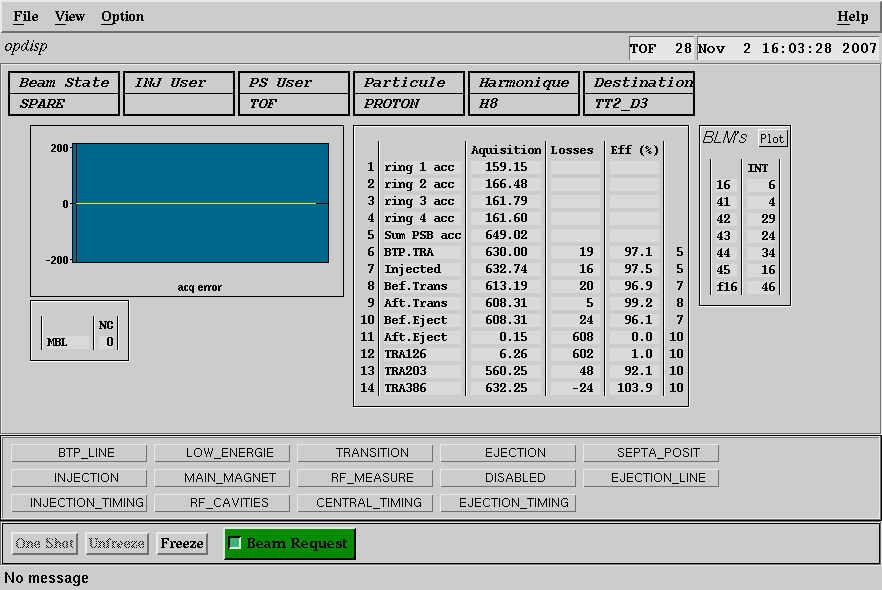 File View Option Help
opdisp TOF 28 Nov 2 16:03:28 2007
Beam State INJ User PS User Particule Harmonique Destination
SPARE TOF PROTON H8 TT2_D3
200
0
-200
acq error
NC
MBL 0
Aquisition Losses Eff (%)
1 ring 1 acc 159.15
2 ring 2 acc 166.48
3 ring 3 acc 161.79
4 ring 4 acc 161.60
5 Sum PSB acc 649.02
6 BTP.TRA 630.00 19 97.1 5
7 Injected 632.74 16 97.5 5
8 Bef.Trans 613.19 20 96.9 7
9 Aft.Trans 608.31 5 99.2 8
10 Bef.Eject 608.31 24 96.1 7
11 Aft.Eject 0.15 608 0.0 10
12 TRA126 6.26 602 1.0 10
13 TRA203 560.25 48 92.1 10
14 TRA386 632.25 -24 103.9 10
BLM's Plot
INT
16 6
41 4
42 29
43 24
44 34
45 16
f16 46
BTP_LINE LOW_ENERGIE TRANSITION EJECTION SEPTA_POSIT
INJECTION MAIN_MAGNET RF_MEASURE DISABLED EJECTION_LINE
INJECTION_TIMING RF_CAVITIES CENTRAL_TIMING EJECTION_TIMING
One Shot Unfreeze Freeze Beam Request
No message